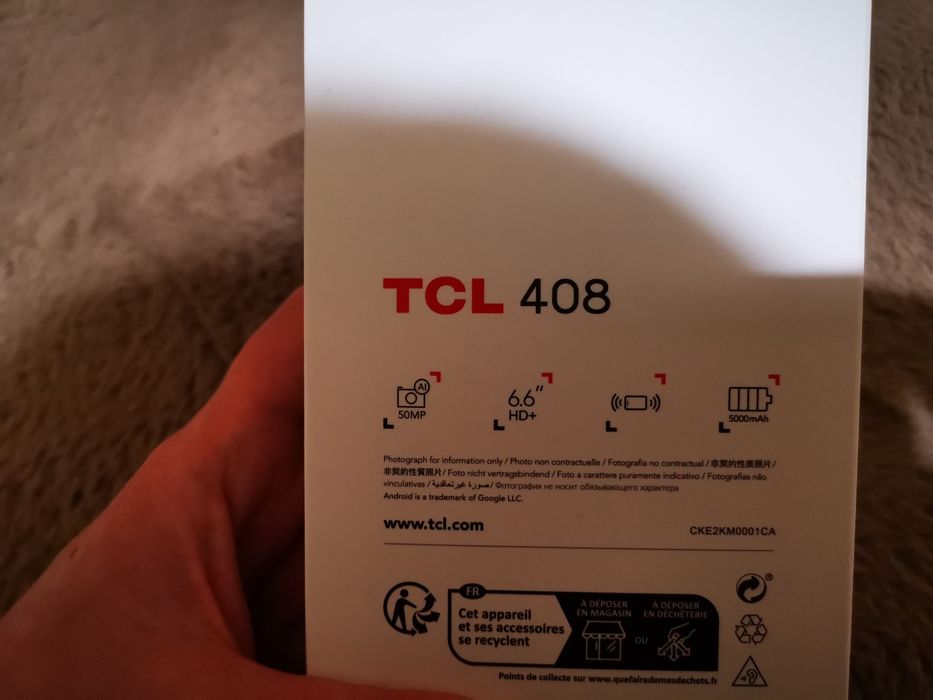 TCL 408
AI
50MP
6.6"
HD+
5000mAh
Photograph for information only / Photo non contractuelle / Fotografía no contractual / 非契約性质照片/
非契約性質照片/ Foto nicht vertragsbindend / Foto a carattere puramente indicativo / Fotografias não
vinculativas / صورة غير تعاقدية / Фотография не носит обязывающего характера
Android is a trademark of Google LLC.
www.tcl.com
CKE2KM0001CA
FR
Cet appareil
et ses accessoires
se recyclent
À DÉPOSER
EN MAGASIN
OU
À DÉPOSER
EN DÉCHÈTERIE
Points de collecte sur www.quefairedemesdechets.fr